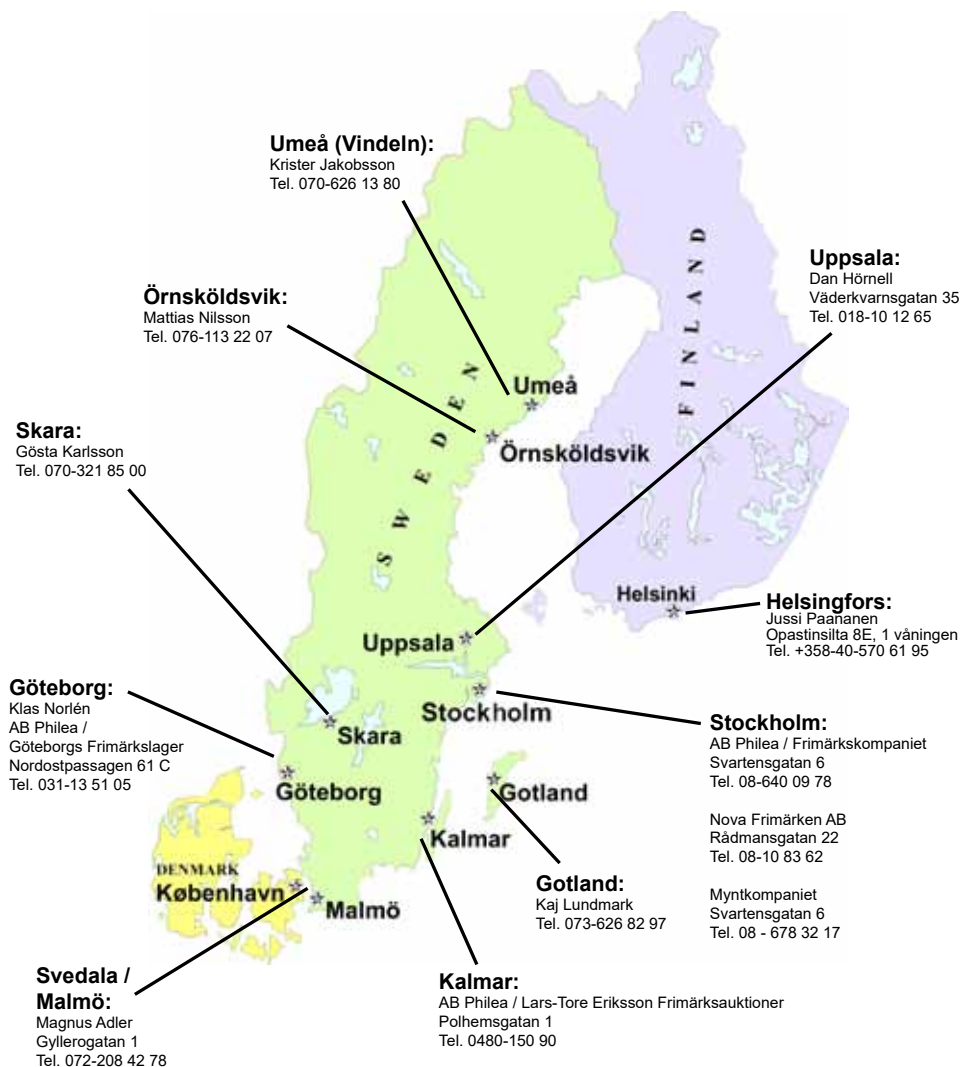 Umeå (Vindeln):
Krister Jakobsson
Tel. 070-626 13 80
Uppsala:
Dan Hörnell
Väderkvarnsgatan 35
Tel. 018-10 12 65
Örnsköldsvik:
Mattias Nilsson
Tel. 076-113 22 07
Skara:
Gösta Karlsson
Tel. 070-321 85 00
SWEDEN
FINLAND
Umeå
Örnsköldsvik
Helsinki
Helsingfors:
Jussi Paananen
Opastinsilta 8E, 1 våningen
Tel. +358-40-570 61 95
Uppsala
Stockholm
Skara
Göteborg:
Klas Norlén
AB Philea /
Göteborgs Frimärkslager
Nordostpassagen 61 C
Tel. 031-13 51 05
Göteborg
Gotland
Kalmar
Stockholm:
AB Philea / Frimärkskompaniet
Svartensgatan 6
Tel. 08-640 09 78
Nova Frimärken AB
Rådmansgatan 22
Tel. 08-10 83 62
Myntkompaniet
Svartensgatan 6
Tel. 08 - 678 32 17
DENMARK
København
Malmö
Gotland:
Kaj Lundmark
Tel. 073-626 82 97
Svedala /
Malmö:
Magnus Adler
Gyllerogatan 1
Tel. 072-208 42 78
Kalmar:
AB Philea / Lars-Tore Eriksson Frimärksauktioner
Polhemsgatan 1
Tel. 0480-150 90